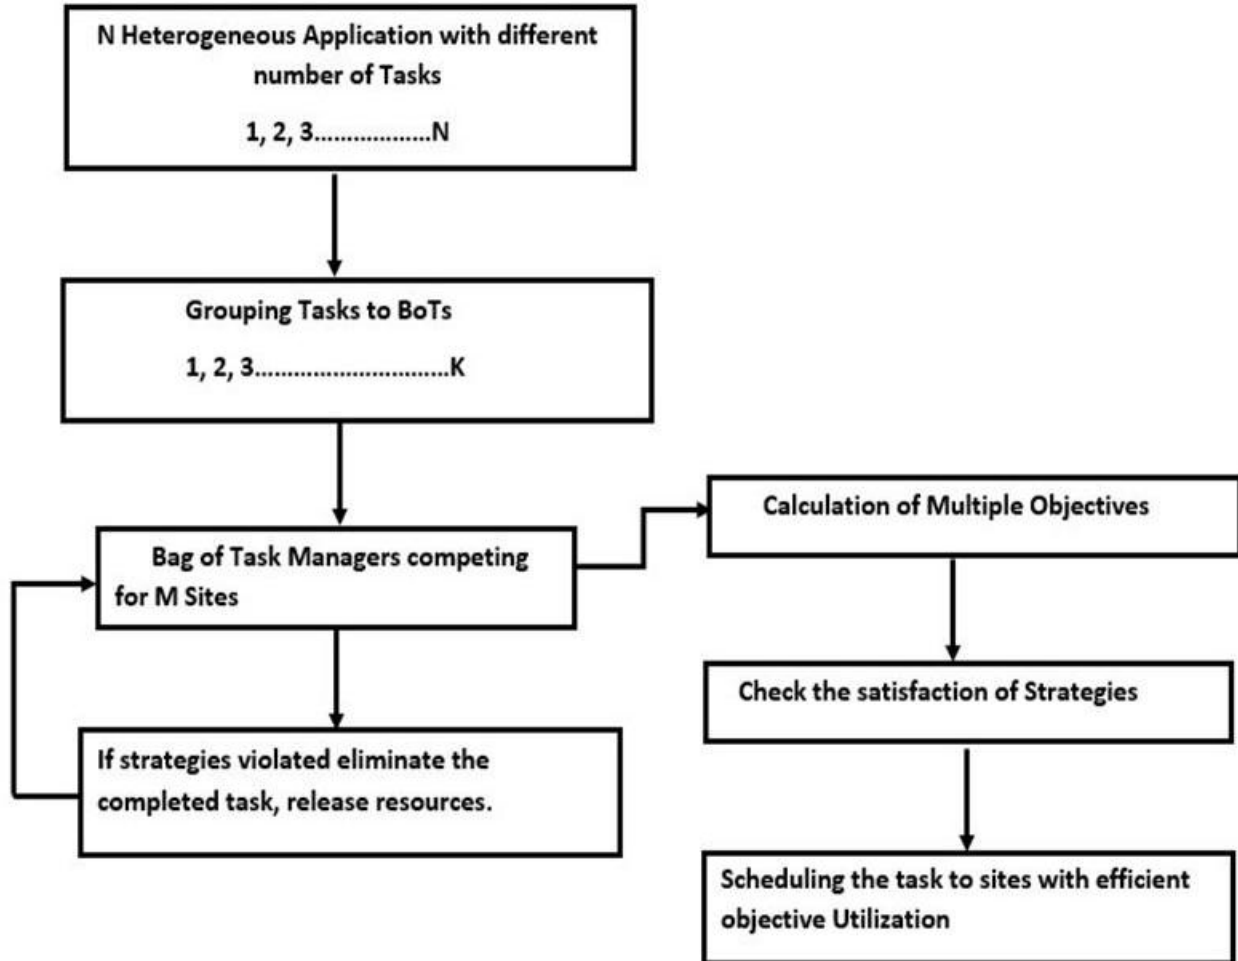 N Heterogeneous Application with different
number of Tasks
1, 2, 3..................N
Grouping Tasks to BoTs
1, 2, 3..............................K
Bag of Task Managers competing
for M Sites
If strategies violated eliminate the
completed task, release resources.
Calculation of Multiple Objectives
Check the satisfaction of Strategies
Scheduling the task to sites with efficient
objective Utilization